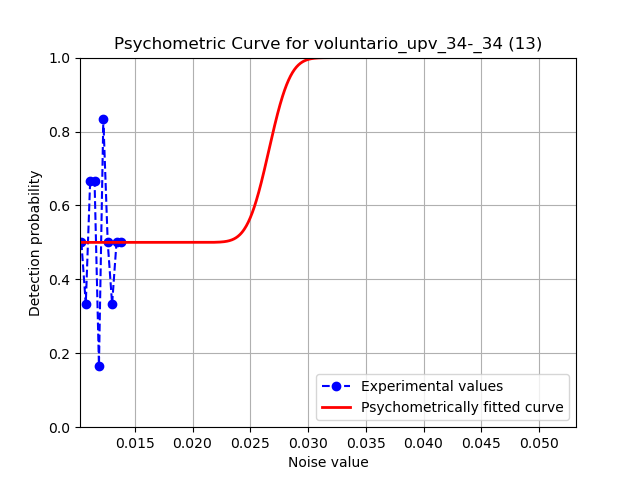 Psychometric Curve for voluntario_upv_34-_34 (13)
1.0
0.8
0.6
0.4
0.2
0.0
Detection probability
0.015 0.020 0.025 0.030 0.035 0.040 0.045 0.050
Noise value
Experimental values
Psychometrically fitted curve